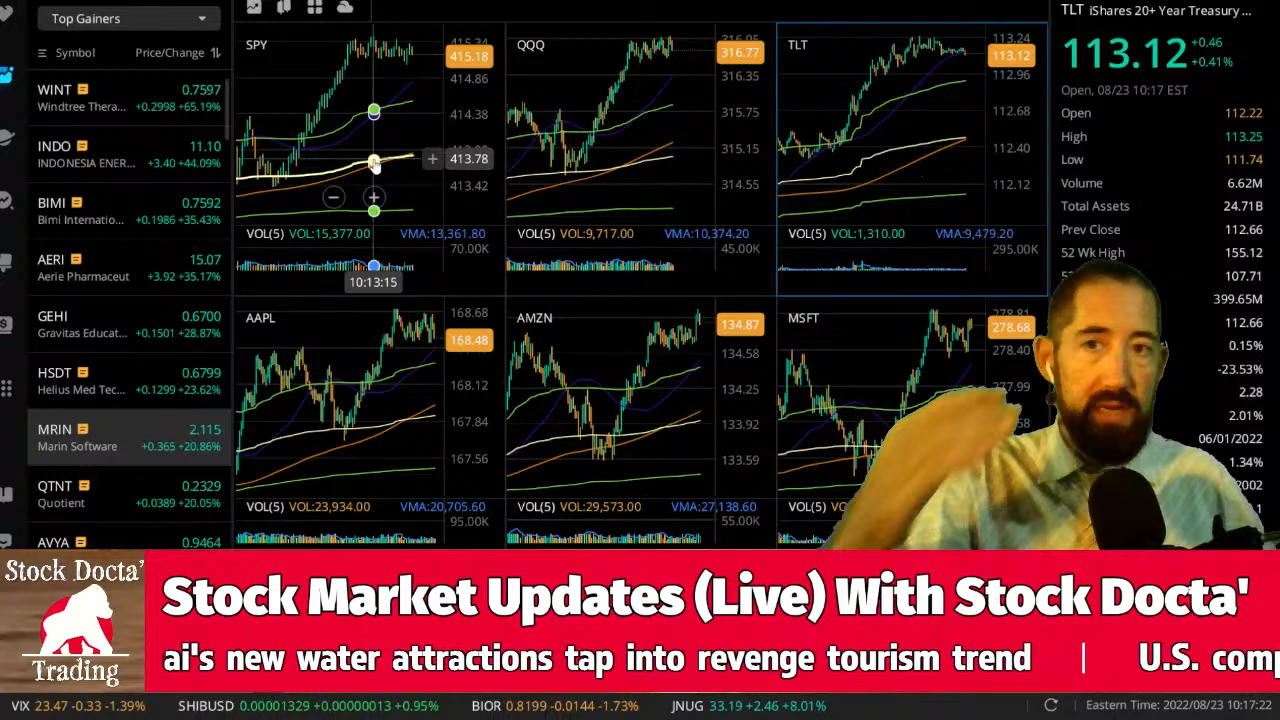 Top Gainers
Symbol Price/Change
WINT 0.7597
Windtree Thera... +0.2998 +65.19%
INDO 11.10
INDONESIA ENER... +3.40 +44.09%
BIMI 0.7592
Bimi Internatio... +0.1986 +35.43%
AERI 15.07
Aerie Pharmaceut +3.92 +35.17%
GEHI 0.6700
Gravitas Educat... +0.1501 +28.87%
HSDT 0.6799
Helius Med Tec... +0.1299 +23.62%
MRIN 2.115
Marin Software +0.365 +20.86%
QTNT 0.2329
Quotient +0.0389 +20.05%
AVYA 0.9464
SPY
415.34
415.18
414.86
414.38
413.78
413.42
VOL(5) VOL:15,377.00 VMA:13,361.80
70.00K
10:13:15
QQQ
316.95
316.77
316.35
315.75
315.15
314.55
VOL(5) VOL:9,717.00 VMA:10,374.20
45.00K
TLT
113.24
113.12
112.96
112.68
112.40
112.12
VOL(5) VOL:1,310.00 VMA:9,479.20
295.00K
AAPL
168.68
168.48
168.12
167.84
167.56
VOL(5) VOL:23,934.00 VMA:20,705.60
95.00K
AMZN
134.87
134.58
134.25
133.92
133.59
VOL(5) VOL:29,573.00 VMA:27,138.60
55.00K
MSFT
278.81
278.68
278.40
277.99
VOL(5)
TLT iShares 20+ Year Treasury ...
113.12 +0.46
+0.41%
Open, 08/23 10:17 EST
Open 112.22
High 113.25
Low 111.74
Volume 6.62M
Total Assets 24.71B
Prev Close 112.66
52 Wk High 155.12
107.71
399.65M
112.66
0.15%
-23.53%
2.28
2.01%
06/01/2022
1.34%
2002
Stock Docta'
Trading
Stock Market Updates (Live) With Stock Docta'
ai's new water attractions tap into revenge tourism trend | U.S. comp
VIX 23.47 -0.33 -1.39% SHIBUSD 0.00001329 +0.00000013 +0.95% BIOR 0.8199 -0.0144 -1.73% JNUG 33.19 +2.46 +8.01% Eastern Time: 2022/08/23 10:17:22